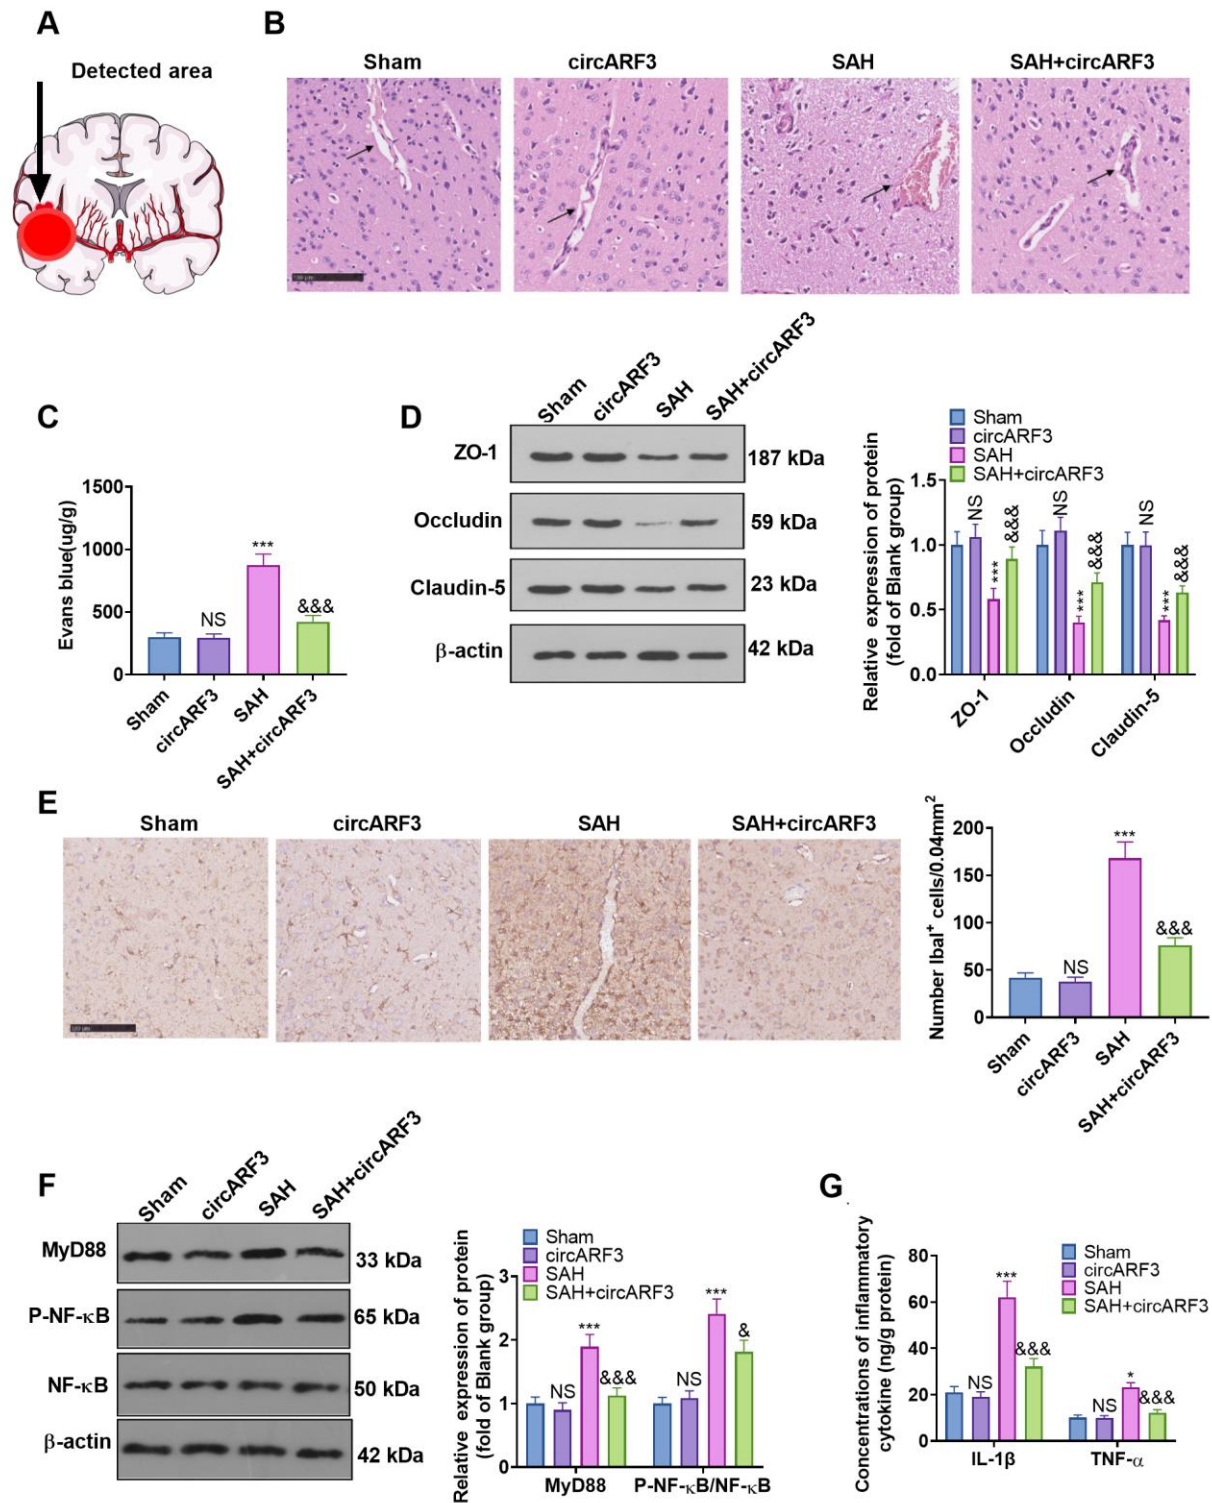 A
Detected area
B
Sham
circARF3
SAH
SAH+circARF3
C
Evans blue(ug/g)
1500
1000
500
0
***
NS
&&&
Sham
circARF3
SAH
SAH+circARF3
D
Sham
circARF3
SAH
SAH+circARF3
ZO-1
187 kDa
Occludin
59 kDa
Claudin-5
23 kDa
β-actin
42 kDa
Sham
circARF3
SAH
SAH+circARF3
Relative expression of protein
(fold of Blank group)
1.5
1.0
0.5
0.0
NS
***
&&&
NS
***
&&&
NS
***
&&&
ZO-1
Occludin
Claudin-5
E
Sham
circARF3
SAH
SAH+circARF3
Number Ibal+ cells/0.04mm2
200
150
100
50
0
NS
***
&&&
Sham
circARF3
SAH
SAH+circARF3
F
Sham
circARF3
SAH
SAH+circARF3
MyD88
33 kDa
P-NF-κB
65 kDa
NF-κB
50 kDa
β-actin
42 kDa
Relative expression of protein
(fold of Blank group)
Sham
circARF3
SAH
SAH+circARF3
3
2
1
0
NS
***
&&&
NS
***
&
MyD88
P-NF-κB/NF-κB
G
Concentrations of inflammatory
cytokine (ng/g protein)
Sham
circARF3
SAH
SAH+circARF3
80
60
40
20
0
NS
***
&&&
NS
*
&&&
IL-1β
TNF-α